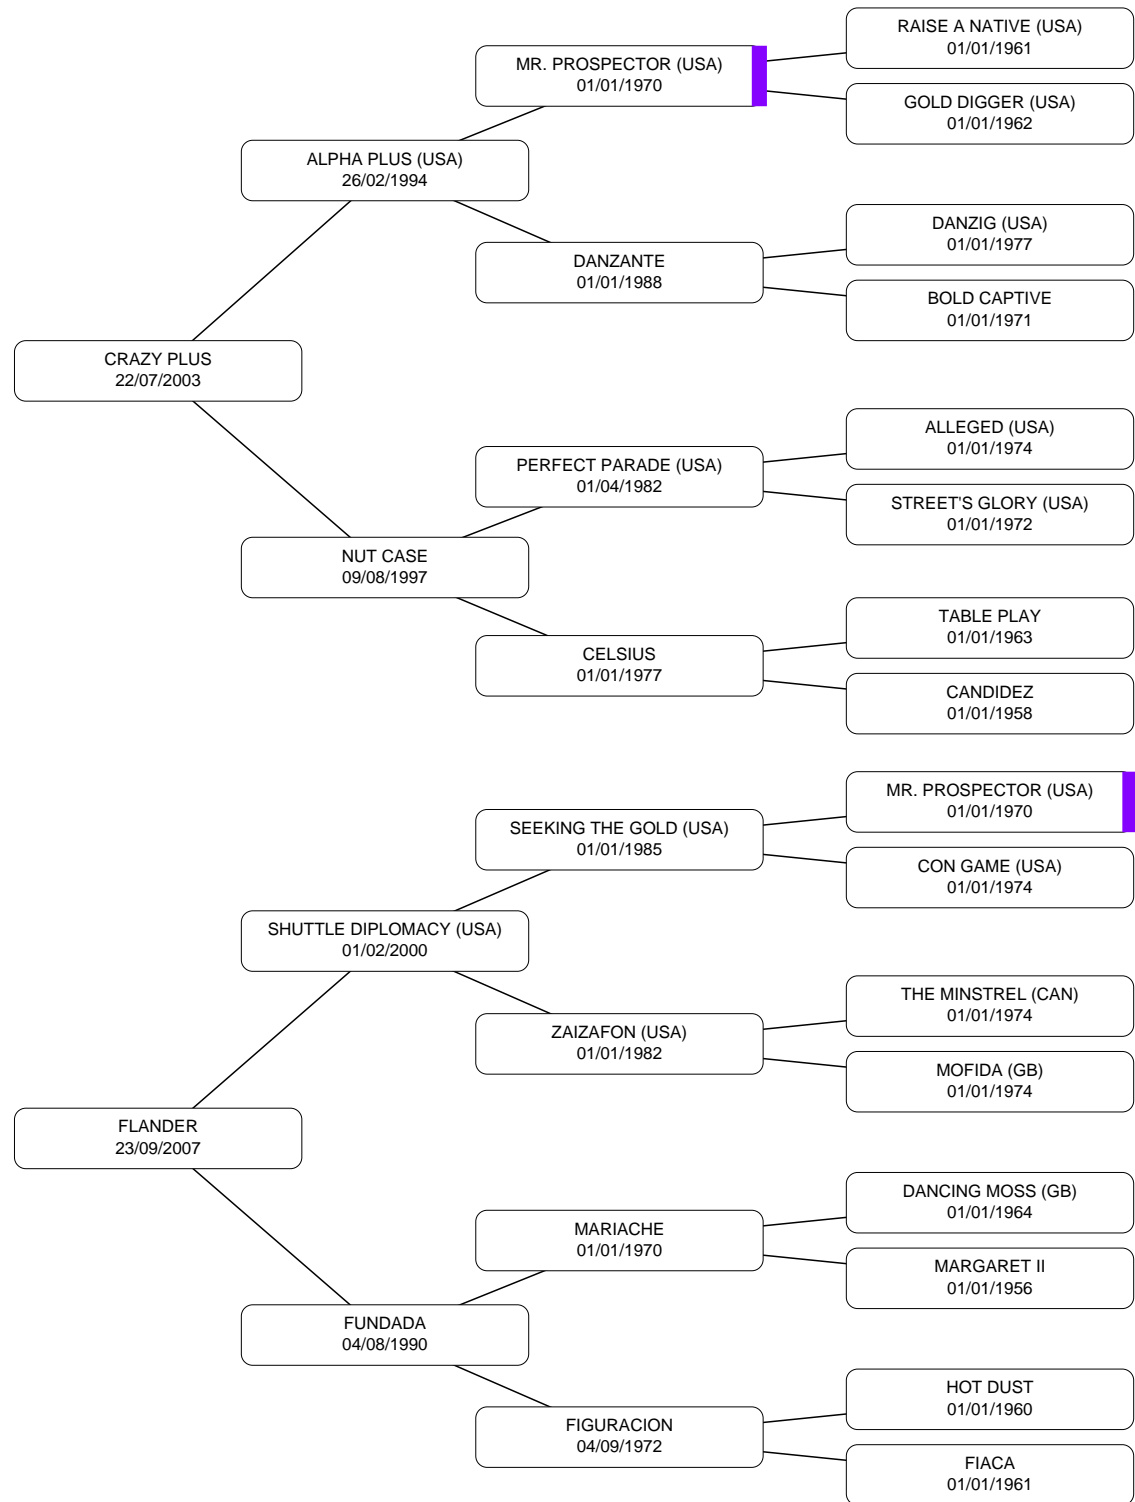 RAISE A NATIVE (USA)
01/01/1961
MR. PROSPECTOR (USA)
01/01/1970
GOLD DIGGER (USA)
01/01/1962
ALPHA PLUS (USA)
26/02/1994
DANZIG (USA)
01/01/1977
DANZANTE
01/01/1988
BOLD CAPTIVE
01/01/1971
CRAZY PLUS
22/07/2003
ALLEGED (USA)
01/01/1974
PERFECT PARADE (USA)
01/04/1982
STREET'S GLORY (USA)
01/01/1972
NUT CASE
09/08/1997
TABLE PLAY
01/01/1963
CELSIUS
01/01/1977
CANDIDEZ
01/01/1958
MR. PROSPECTOR (USA)
01/01/1970
SEEKING THE GOLD (USA)
01/01/1985
CON GAME (USA)
01/01/1974
SHUTTLE DIPLOMACY (USA)
01/02/2000
THE MINSTREL (CAN)
01/01/1974
ZAIZAFON (USA)
01/01/1982
MOFIDA (GB)
01/01/1974
FLANDER
23/09/2007
DANCING MOSS (GB)
01/01/1964
MARIACHE
01/01/1970
MARGARET II
01/01/1956
FUNDADA
04/08/1990
HOT DUST
01/01/1960
FIGURACION
04/09/1972
FIACA
01/01/1961